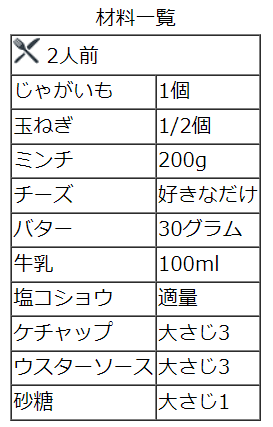 材料一覧
2人前
じゃがいも 1個
玉ねぎ 1/2個
ミンチ 200g
チーズ 好きなだけ
バター 30グラム
牛乳 100ml
塩コショウ 適量
ケチャップ 大さじ3
ウスターソース 大さじ3
砂糖 大さじ1